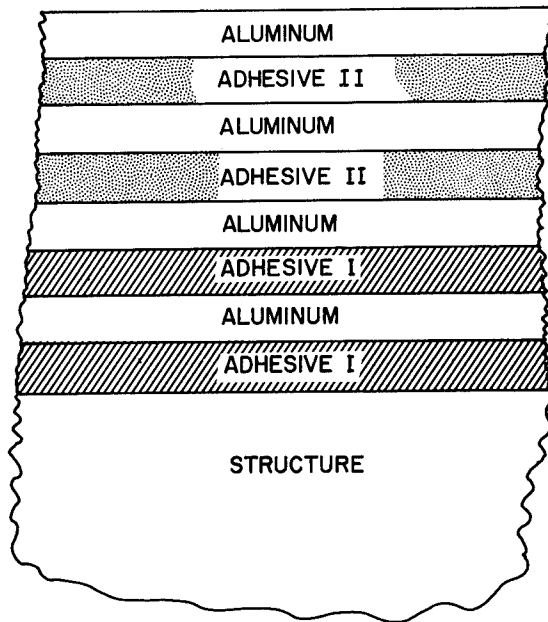 ALUMINUM
ADHESIVE II
ALUMINUM
ADHESIVE II
ALUMINUM
ADHESIVE I
ALUMINUM
ADHESIVE I
STRUCTURE